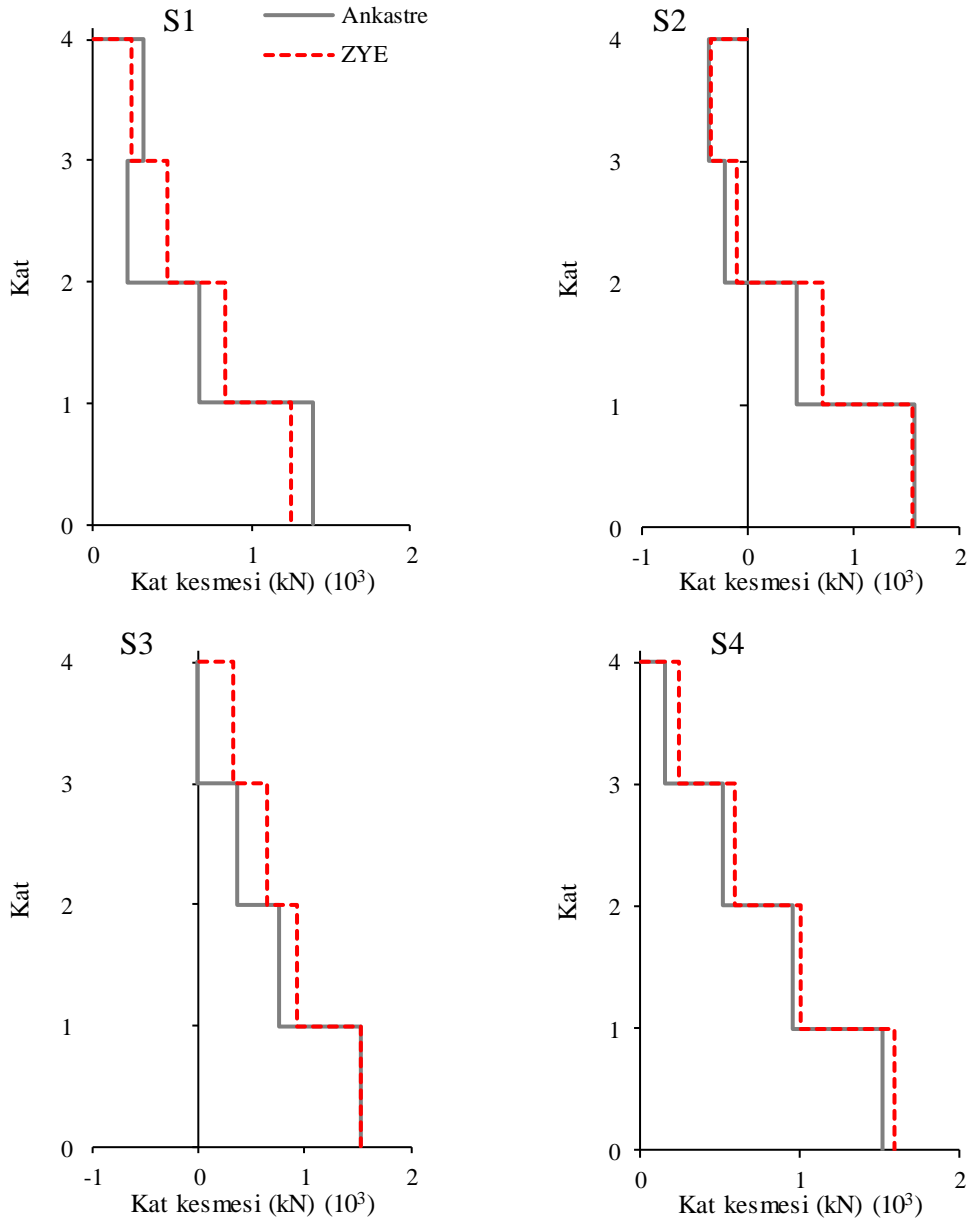 S1
Ankastre
ZYE
4
3
2
1
0
Kat
0 1 2
Kat kesmesi (kN) (10³)
S2
4
3
2
1
0
Kat
-1 0 1 2
Kat kesmesi (kN) (10³)
S3
4
3
2
1
0
Kat
-1 0 1 2
Kat kesmesi (kN) (10³)
S4
4
3
2
1
0
Kat
0 1 2
Kat kesmesi (kN) (10³)